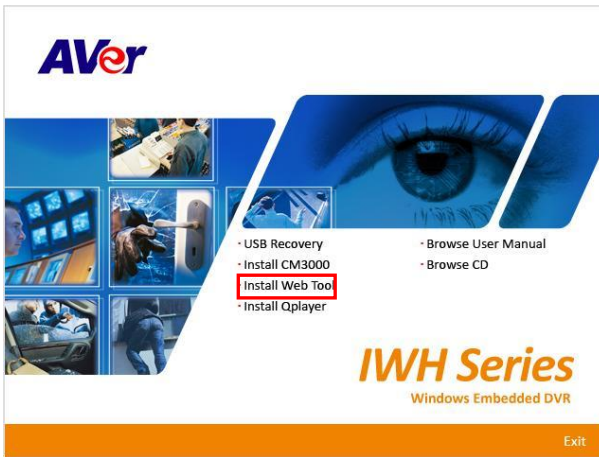 AVer
· USB Recovery
· Install CM3000
· Install Web Tool
· Install Qplayer
· Browse User Manual
· Browse CD
IWH Series
Windows Embedded DVR
Exit